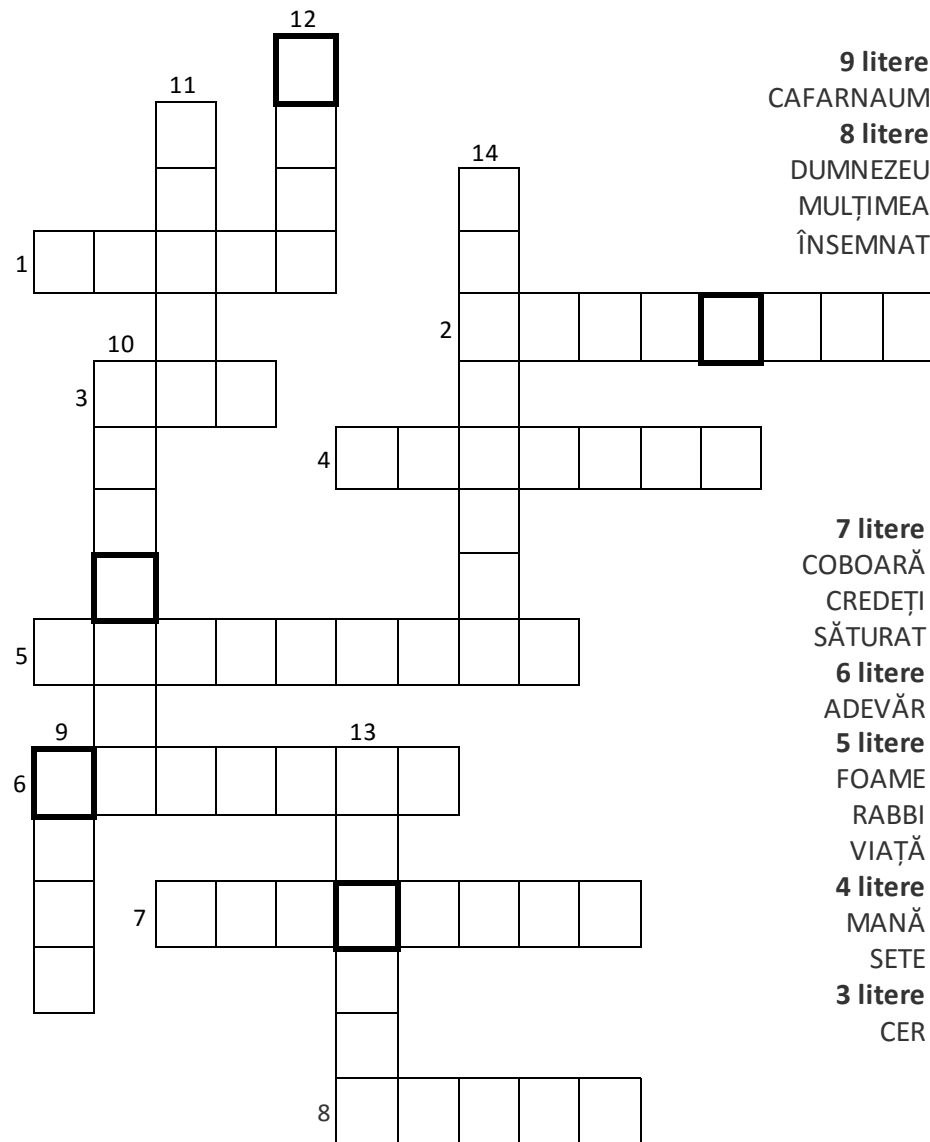 12
11
14
1
2
10
3
4
5
9
13
6
7
8
9 litere
CAFARNAUM
8 litere
DUMNEZEU
MULȚIMEA
ÎNSEMNAT
7 litere
COBOARĂ
CREDEȚI
SĂTURAT
6 litere
ADEVĂR
5 litere
FOAME
RABBI
VIAȚĂ
4 litere
MANĂ
SETE
3 litere
CER